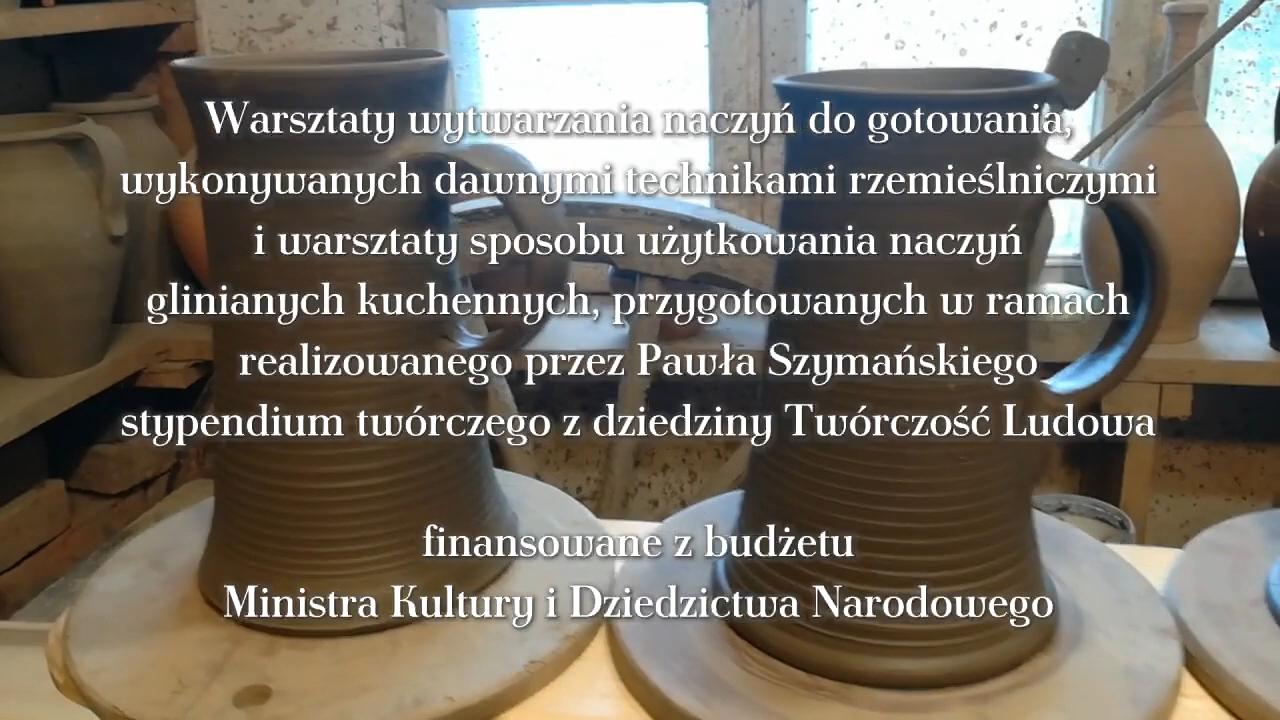 Warsztaty wytwarzania naczyń do gotowania,
wykonywanych dawnymi technikami rzemieślniczymi
i warsztaty sposobu użytkowania naczyń
glinianych kuchennych, przygotowanych w ramach
realizowanego przez Pawła Szymańskiego
stypendium twórczego z dziedziny Twórczość Ludowa
finansowane z budżetu
Ministra Kultury i Dziedzictwa Narodowego